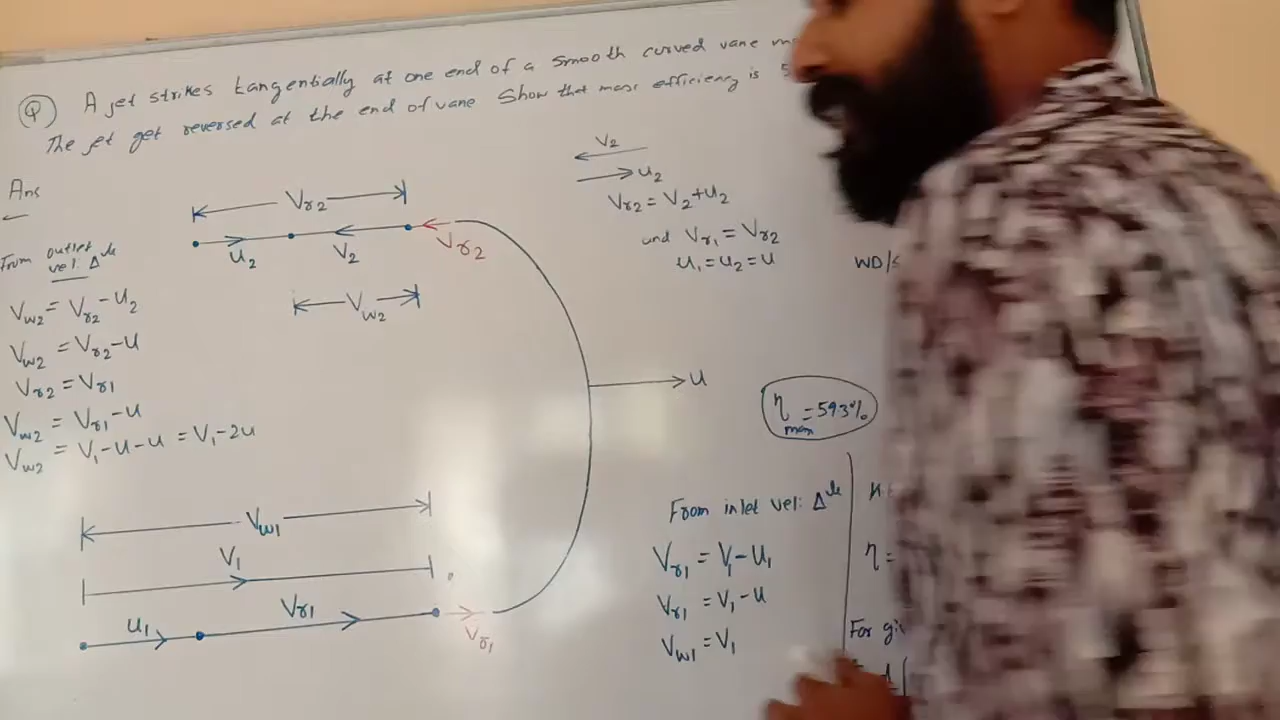 Q A jet strikes tangentially at one end of a smooth curved vane
The jet get reversed at the end of vane Show that max efficiency is 5
Ans
From outlet
vel: Δle
Vw2 = Vr2 - u2
Vw2 = Vr2 - u
Vr2 = Vr1
Vw2 = Vr1 - u
Vw2 = V1 - u - u = V1 - 2u
Vr2
u2 V2 Vr2
Vw2
V2
u2
Vr2 = V2 + u2
and Vr1 = Vr2
u1 = u2 = u
WD/s
u
η max = 593%
Vw1
V1
u1 Vr1 Vr1
From inlet vel: Δle
Vr1 = V1 - u1
Vr1 = V1 - u
Vw1 = V1
η =
For